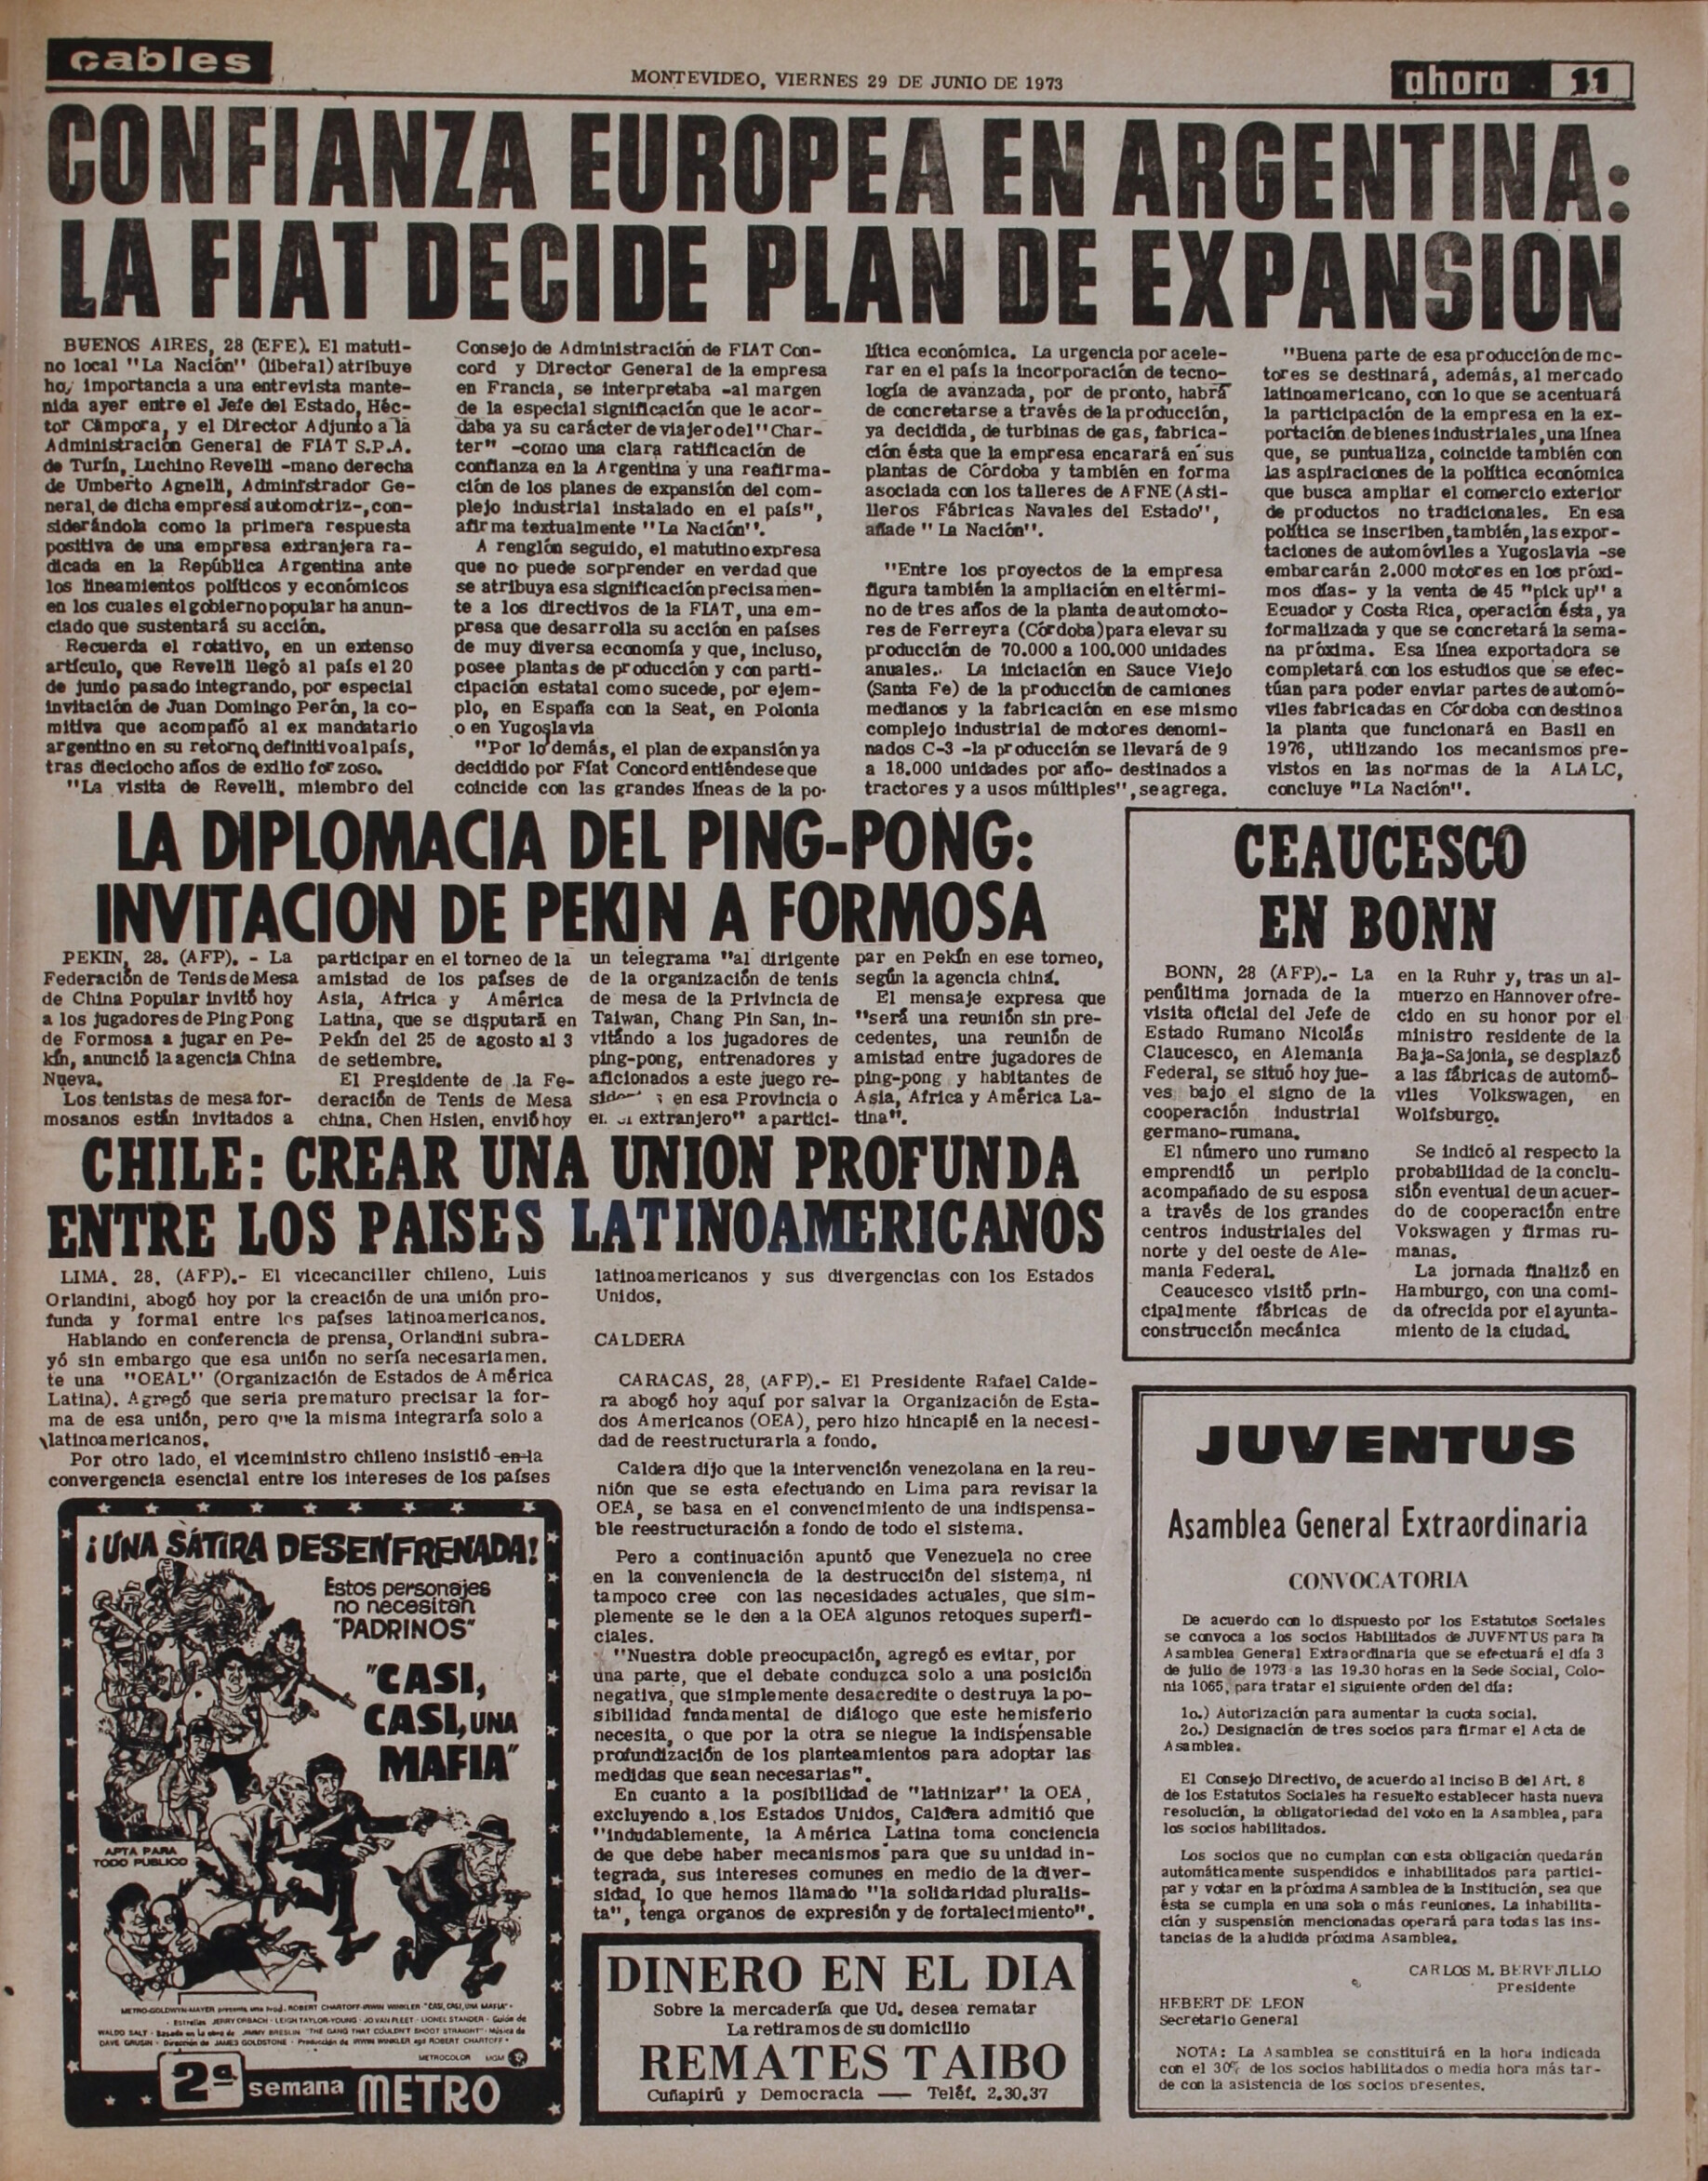 cables
MONTEVIDEO, VIERNES 29 DE JUNIO DE 1973
ahora 11
CONFIANZA EUROPEA EN ARGENTINA:
LA FIAT DECIDE PLAN DE EXPANSION
BUENOS AIRES, 28 (EFE). El matuti-
no local "La Nación" (liberal) atribuye
hoy importancia a una entrevista mante-
nida ayer entre el Jefe del Estado, Héc-
tor Cámpora, y el Director Adjunto a la
Administración General de FIAT S.P.A.
de Turín, Luchino Revelli -mano derecha
de Umberto Agnelli, Administrador Ge-
neral, de dicha empresa automotriz-, con-
siderándola como la primera respuesta
positiva de una empresa extranjera ra-
dicada en la República Argentina ante
los lineamientos políticos y económicos
en los cuales el gobierno popular ha anun-
ciado que sustentará su acción.
Recuerda el rotativo, en un extenso
artículo, que Revelli llegó al país el 20
de junio pasado integrando, por especial
invitación de Juan Domingo Perón, la co-
mitiva que acompañó al ex mandatario
argentino en su retorno definitivo al país,
tras dieciocho años de exilio forzoso.
"La visita de Revelli, miembro del
Consejo de Administración de FIAT Con-
cord y Director General de la empresa
en Francia, se interpretaba -al margen
de la especial significación que le acor-
daba ya su carácter de viajero del "Char-
ter" -como una clara ratificación de
confianza en la Argentina y una reafirma-
ción de los planes de expansión del com-
plejo industrial instalado en el país",
afirma textualmente "La Nación".
A renglón seguido, el matutino expresa
que no puede sorprender en verdad que
se atribuya esa significación precisamen-
te a los directivos de la FIAT, una em-
presa que desarrolla su acción en países
de muy diversa economía y que, incluso,
posee plantas de producción y con parti-
cipación estatal como sucede, por ejem-
plo, en España con la Seat, en Polonia
o en Yugoslavia
"Por lo demás, el plan de expansión ya
decidido por Fíat Concord entiéndese que
coincide con las grandes líneas de la po-
lítica económica. La urgencia por acele-
rar en el país la incorporación de tecno-
logía de avanzada, por de pronto, habrá
de concretarse a través de la producción,
ya decidida, de turbinas de gas, fabrica-
ción ésta que la empresa encarará en sus
plantas de Córdoba y también en forma
asociada con los talleres de AFNE (Asti-
lleros Fábricas Navales del Estado",
añade "La Nación".
"Entre los proyectos de la empresa
figura también la ampliación en el térmi-
no de tres años de la planta de automoto-
res de Ferreyra (Córdoba) para elevar su
producción de 70.000 a 100.000 unidades
anuales.. La iniciación en Sauce Viejo
(Santa Fe) de la producción de camiones
medianos y la fabricación en ese mismo
complejo industrial de motores denomi-
nados C-3 -la producción se llevará de 9
a 18.000 unidades por año- destinados a
tractores y a usos múltiples", se agrega.
"Buena parte de esa producción de mo-
tores se destinará, además, al mercado
latinoamericano, con lo que se acentuará
la participación de la empresa en la ex-
portación de bienes industriales, una línea
que, se puntualiza, coincide también con
las aspiraciones de la política económica
que busca ampliar el comercio exterior
de productos no tradicionales. En esa
política se inscriben, también, las expor-
taciones de automóviles a Yugoslavia -se
embarcarán 2.000 motores en los próxi-
mos días- y la venta de 45 "pick up" a
Ecuador y Costa Rica, operación ésta, ya
formalizada y que se concretará la sema-
na próxima. Esa línea exportadora se
completará con los estudios que se efec-
túan para poder enviar partes de automó-
viles fabricadas en Córdoba con destino a
la planta que funcionará en Basil en
1976, utilizando los mecanismos pre-
vistos en las normas de la ALALC,
concluye "La Nación".
LA DIPLOMACIA DEL PING-PONG:
INVITACION DE PEKIN A FORMOSA
PEKIN, 28. (AFP). - La
Federación de Tenis de Mesa
de China Popular invitó hoy
a los jugadores de Ping Pong
de Formosa a jugar en Pe-
kín, anunció la agencia China
Nueva.
Los tenistas de mesa for-
mosanos están invitados a
participar en el torneo de la
amistad de los países de
Asia, Africa y América
Latina, que se disputará en
Pekín del 25 de agosto al 3
de setiembre.
El Presidente de la Fe-
deración de Tenis de Mesa
china, Chen Hsien, envió hoy
un telegrama "al dirigente
de la organización de tenis
de mesa de la Privincia de
Taiwan, Chang Pin San, in-
vitándo a los jugadores de
ping-pong, entrenadores y
aficionados a este juego re-
en esa Provincia o
extranjero" a partici-
par en Pekín en ese torneo,
según la agencia china.
El mensaje expresa que
"será una reunión sin pre-
cedentes, una reunión de
amistad entre jugadores de
ping-pong y habitantes de
Asia, Africa y América La-
tina".
CEAUCESCO
EN BONN
BONN, 28 (AFP).- La
penúltima jornada de la
visita oficial del Jefe de
Estado Rumano Nicolás
Claucesco, en Alemania
Federal, se situó hoy jue-
ves bajo el signo de la
cooperación industrial
germano-rumana.
El número uno rumano
emprendió un periplo
acompañado de su esposa
a través de los grandes
centros industriales del
norte y del oeste de Ale-
mania Federal.
Ceaucesco visitó prin-
cipalmente fábricas de
construcción mecánica
en la Ruhr y, tras un al-
muerzo en Hannover ofre-
cido en su honor por el
ministro residente de la
Baja-Sajonia, se desplazó
a las fábricas de automó-
viles Volkswagen, en
Wolfsburgo.
Se indicó al respecto la
probabilidad de la conclu-
sión eventual de un acuer-
do de cooperación entre
Vokswagen y firmas ru-
manas.
La jornada finalizó en
Hamburgo, con una comi-
da ofrecida por el ayunta-
miento de la ciudad.
CHILE: CREAR UNA UNION PROFUNDA
ENTRE LOS PAISES LATINOAMERICANOS
LIMA, 28, (AFP).- El vicecanciller chileno, Luis
Orlandini, abogó hoy por la creación de una unión pro-
funda y formal entre los países latinoamericanos.
Hablando en conferencia de prensa, Orlandini subra-
yó sin embargo que esa unión no sería necesariamen.
te una "OEAL" (Organización de Estados de América
Latina). Agregó que seria prematuro precisar la for-
ma de esa unión, pero que la misma integraría solo a
latinoamericanos.
Por otro lado, el viceministro chileno insistió en la
convergencia esencial entre los intereses de los países
latinoamericanos y sus divergencias con los Estados
Unidos.
CALDERA
CARACAS, 28, (AFP).- El Presidente Rafael Calde-
ra abogó hoy aquí por salvar la Organización de Esta-
dos Americanos (OEA), pero hizo hincapié en la necesi-
dad de reestructurarla a fondo.
Caldera dijo que la intervención venezolana en la reu-
nión que se esta efectuando en Lima para revisar la
OEA, se basa en el convencimiento de una indispensa-
ble reestructuración a fondo de todo el sistema.
Pero a continuación apuntó que Venezuela no cree
en la conveniencia de la destrucción del sistema, ni
tampoco cree con las necesidades actuales, que sim-
plemente se le den a la OEA algunos retoques superfi-
ciales.
"Nuestra doble preocupación, agregó es evitar, por
una parte, que el debate conduzca solo a una posición
negativa, que simplemente desacredite o destruya la po-
sibilidad fundamental de diálogo que este hemisferio
necesita, o que por la otra se niegue la indispensable
profundización de los planteamientos para adoptar las
medidas que sean necesarias".
En cuanto a la posibilidad de "latinizar" la OEA,
excluyendo a los Estados Unidos, Caldera admitió que
"indudablemente, la América Latina toma conciencia
de que debe haber mecanismos para que su unidad in-
tegrada, sus intereses comunes en medio de la diver-
sidad, lo que hemos llamado "la solidaridad pluralis-
ta", tenga organos de expresión y de fortalecimiento".
¡UNA SÁTIRA DESENFRENADA!
Estos personajes
no necesitan
"PADRINOS"
"CASI,
CASI, UNA
MAFIA"
APTA PARA
TODO PUBLICO
METRO-GOLDWYN-MAYER presenta una Prod. ROBERT CHARTOFF-IRWIN WINKLER "CASI, CASI, UNA MAFIA" ·
· Estrellas JERRY ORBACH · LEIGH TAYLOR-YOUNG · JO VAN FLEET · LIONEL STANDER · Guión de
WALDO SALT · Basada en la obra de JIMMY BRESLIN "THE GANG THAT COULDN'T SHOOT STRAIGHT" · Música de
DAVE GRUSIN · Dirección de JAMES GOLDSTONE · Producción de IRWIN WINKLER and ROBERT CHARTOFF ·
METROCOLOR MGM
2ª semana METRO
DINERO EN EL DIA
Sobre la mercadería que Ud. desea rematar
La retiramos de su domicilio
REMATES TAIBO
Cuñapirú y Democracia — Teléf. 2.30.37
JUVENTUS
Asamblea General Extraordinaria
CONVOCATORIA
De acuerdo con lo dispuesto por los Estatutos Sociales
se convoca a los socios Habilitados de JUVENTUS para la
Asamblea General Extraordinaria que se efectuará el día 3
de julio de 1973 a las 19.30 horas en la Sede Social, Colo-
nia 1065, para tratar el siguiente orden del día:
1o.) Autorización para aumentar la cuota social.
2o.) Designación de tres socios para firmar el Acta de
Asamblea.
El Consejo Directivo, de acuerdo al inciso B del Art. 8
de los Estatutos Sociales ha resuelto establecer hasta nueva
resolución, la obligatoriedad del voto en la Asamblea, para
los socios habilitados.
Los socios que no cumplan con esta obligación quedarán
automáticamente suspendidos e inhabilitados para partici-
par y votar en la próxima Asamblea de la Institución, sea que
ésta se cumpla en una sola o más reuniones. La inhabilita-
ción y suspensión mencionadas operará para todas las ins-
tancias de la aludida próxima Asamblea.
CARLOS M. BERVEJILLO
Presidente
HEBERT DE LEON
Secretario General
NOTA: La Asamblea se constituirá en la hora indicada
con el 30% de los socios habilitados o media hora más tar-
de con la asistencia de los socios presentes.